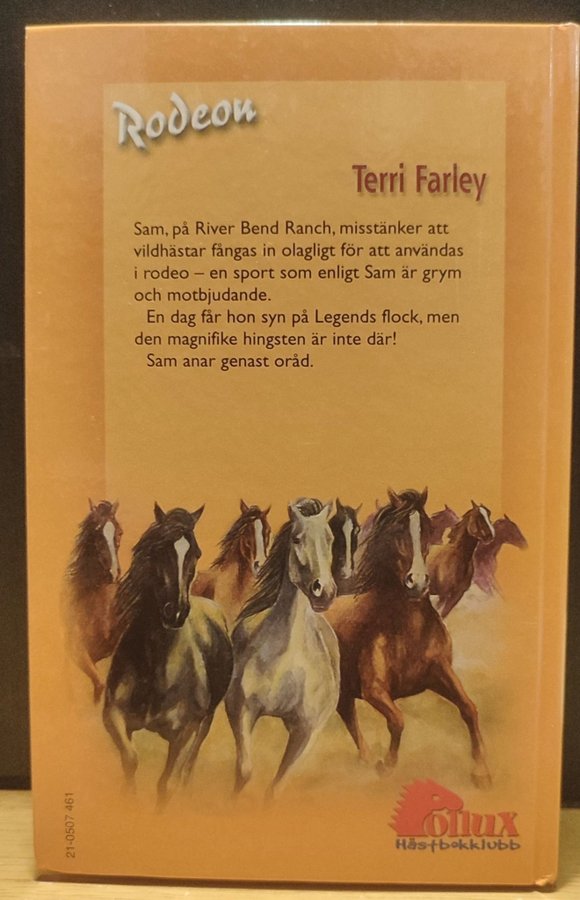 Rodeon
Terri Farley
Sam, på River Bend Ranch, misstänker att
vildhästar fångas in olagligt för att användas
i rodeo – en sport som enligt Sam är grym
och motbjudande.
En dag får hon syn på Legends flock, men
den magnifike hingsten är inte där!
Sam anar genast oråd.
21-0507 461
Pollux
Hästbokklubb